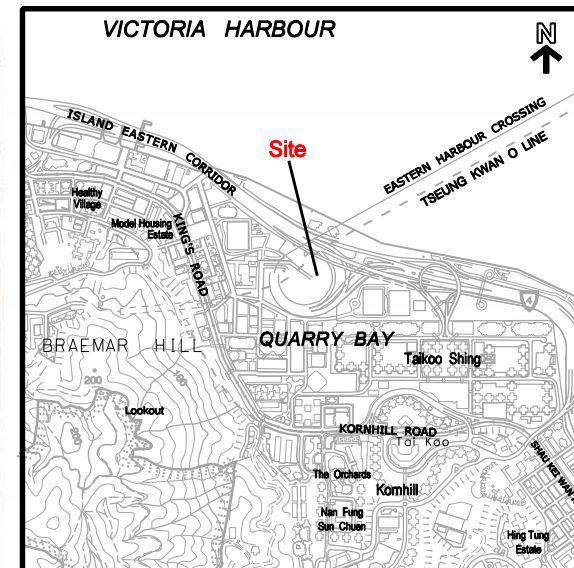 VICTORIA HARBOUR
N
ISLAND EASTERN CORRIDOR
EASTERN HARBOUR CROSSING
TSEUNG KWAN O LINE
Site
Healthy
Village
Model Housing
Estate
KING'S ROAD
4
BRAEMAR HILL
QUARRY BAY
Taikoo Shing
200
160
Lookout
200
KORNHILL ROAD
Tai Koo
SHAU KEI WAN
The Orchards
Kornhill
Nan Fung
Sun Chuen
Hing Tung
Estate